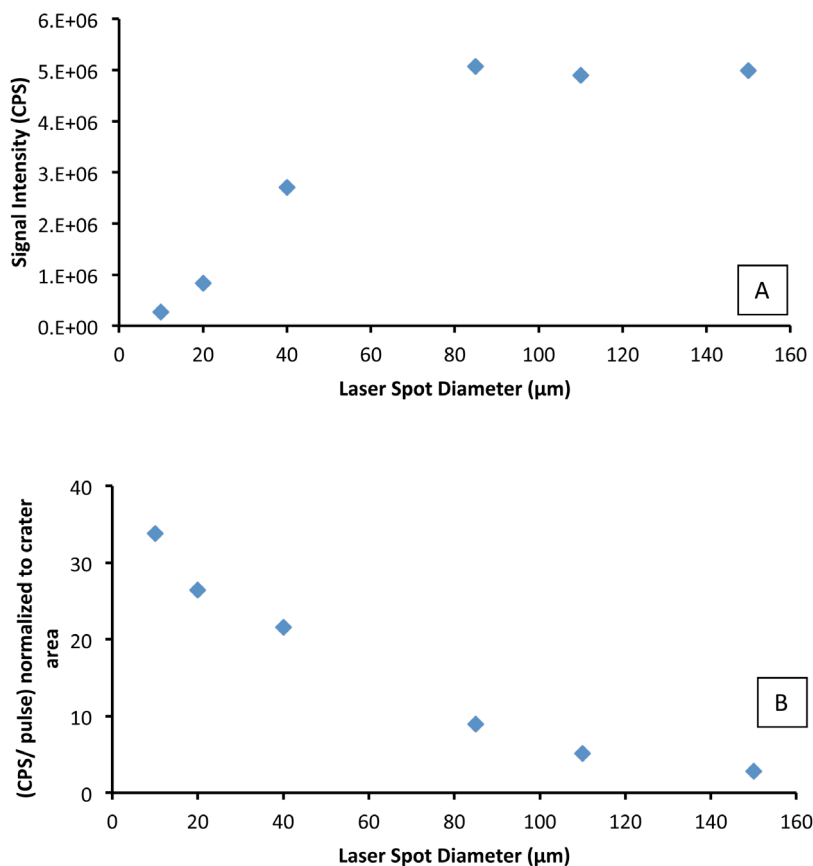 6.E+06
5.E+06
4.E+06
3.E+06
2.E+06
1.E+06
0.E+00
Signal Intensity (CPS)
A
0 20 40 60 80 100 120 140 160
Laser Spot Diameter (µm)
40
30
20
10
0
(CPS/ pulse) normalized to crater
area
B
0 20 40 60 80 100 120 140 160
Laser Spot Diameter (µm)